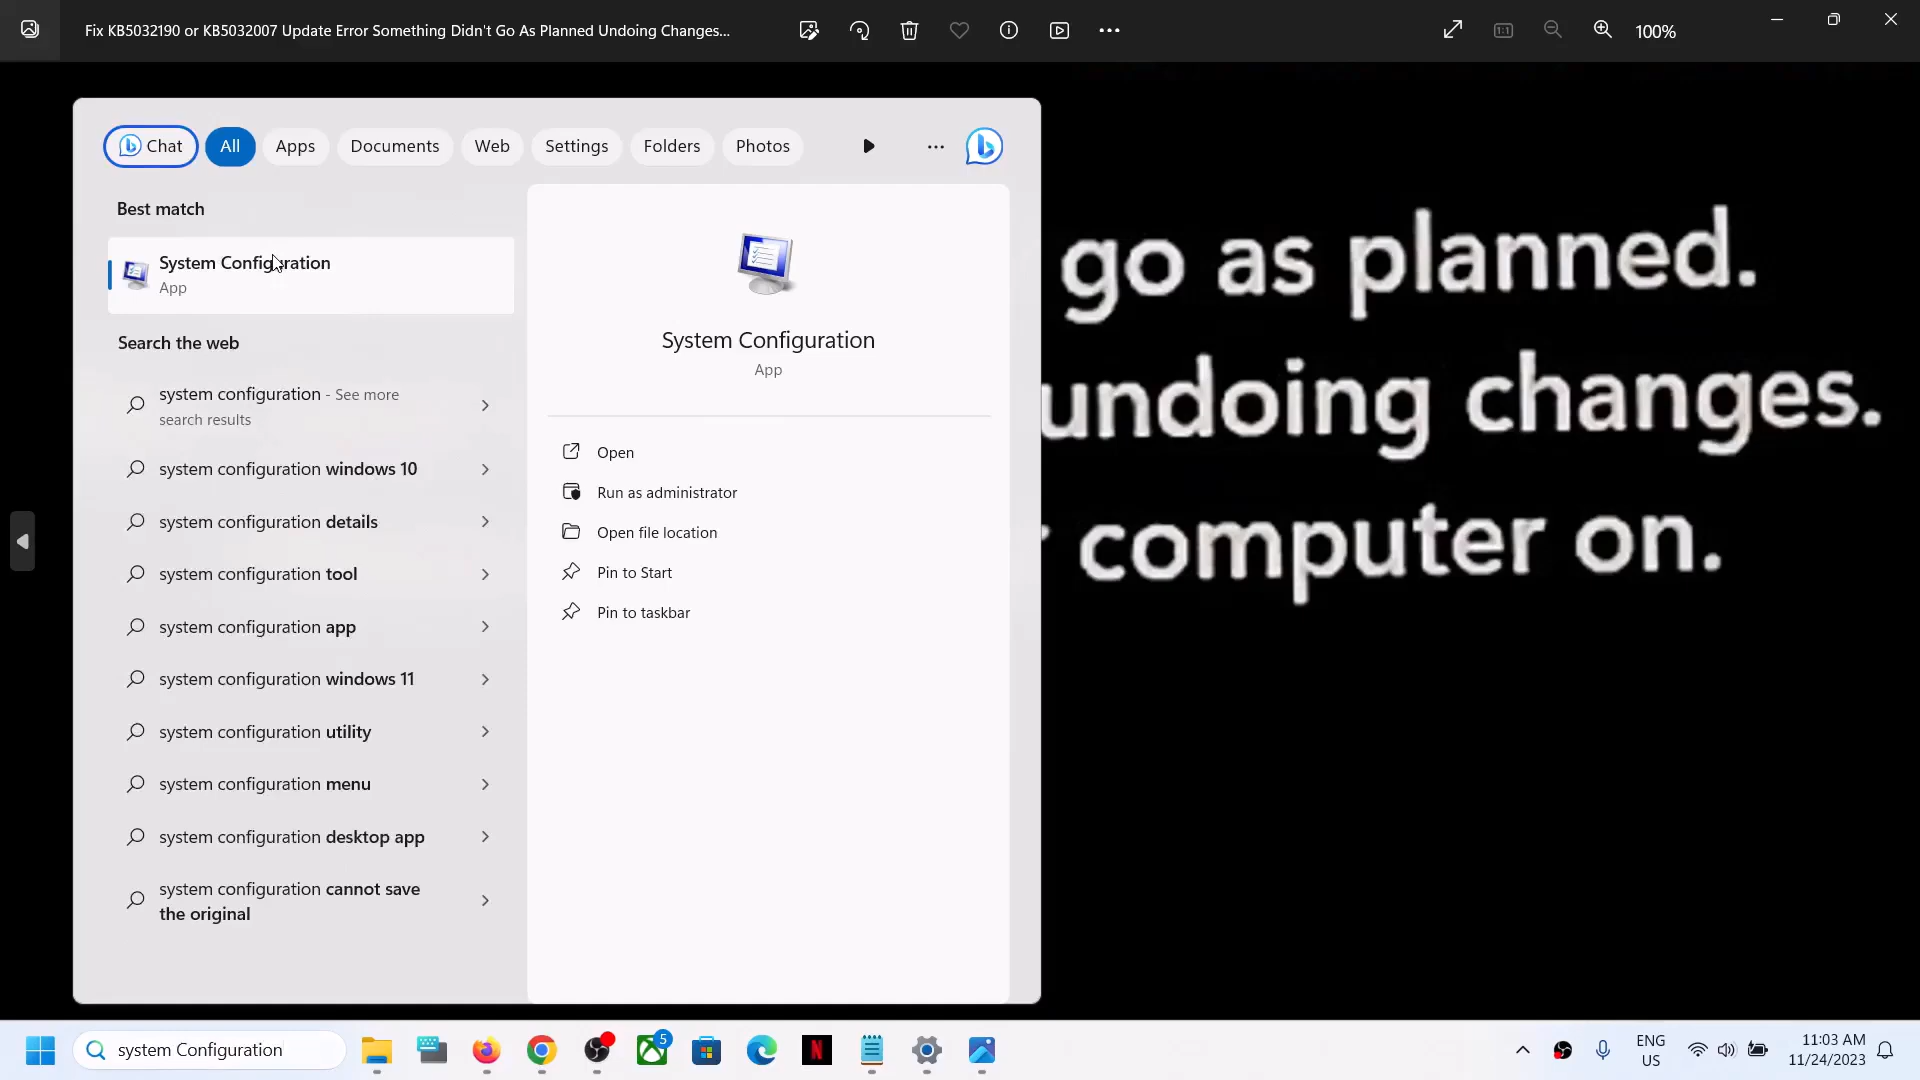 Fix KB5032190 or KB5032007 Update Error Something Didn't Go As Planned Undoing Changes...
100%
Chat
All
Apps
Documents
Web
Settings
Folders
Photos
Best match
System Configuration
App
Search the web
system configuration - See more
search results
system configuration windows 10
system configuration details
system configuration tool
system configuration app
system configuration windows 11
system configuration utility
system configuration menu
system configuration desktop app
system configuration cannot save
the original
System Configuration
App
Open
Run as administrator
Open file location
Pin to Start
Pin to taskbar
go as planned.
undoing changes.
computer on.
system Configuration
5
N
ENG
US
11:03 AM
11/24/2023